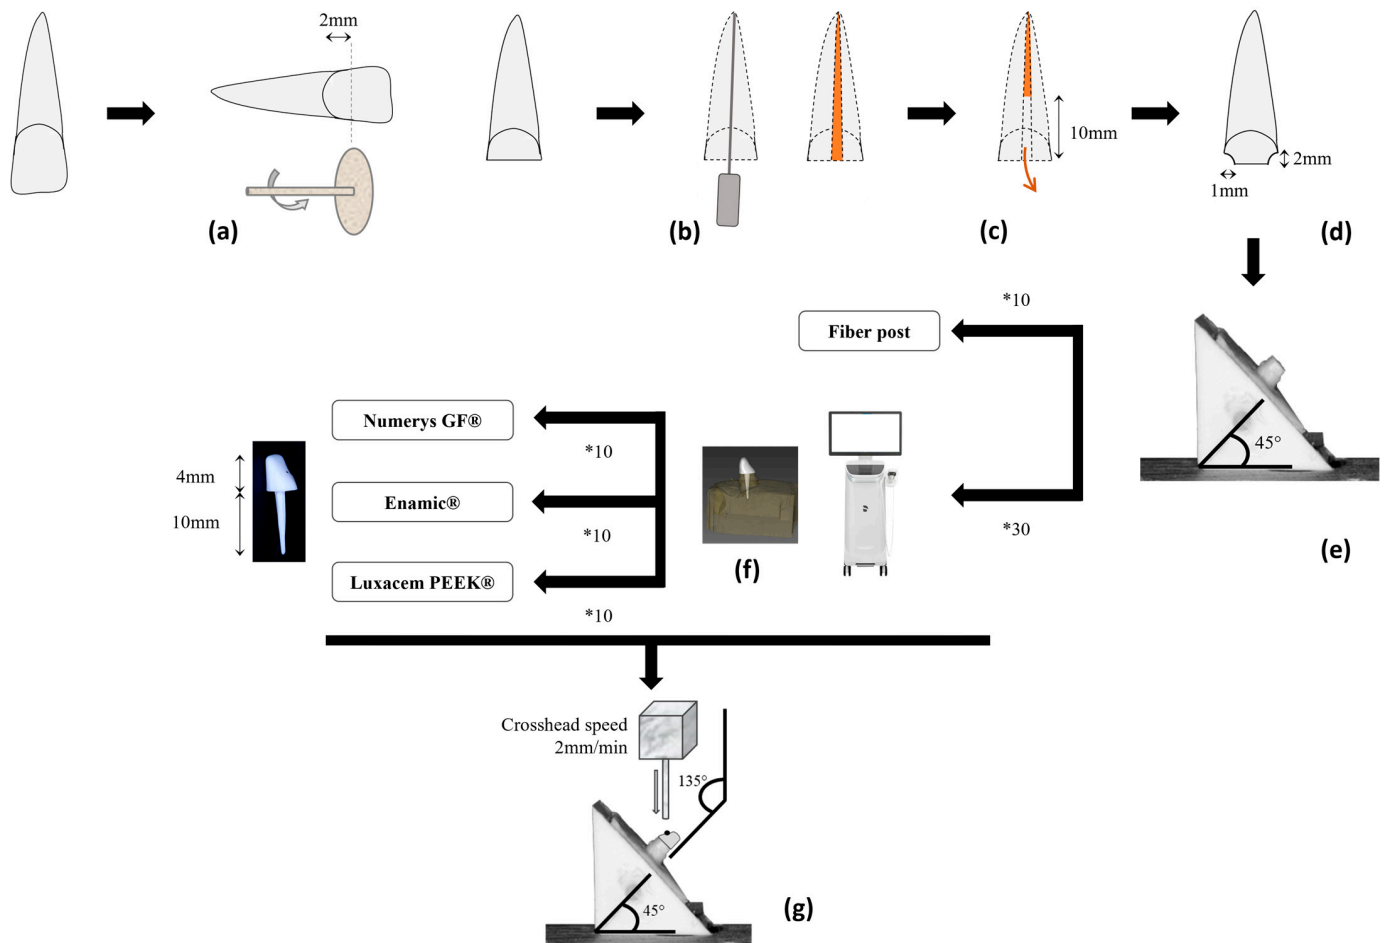 2mm
(a)
(b)
10mm
(c)
2mm
1mm
(d)
*10
Fiber post
45°
(e)
*30
(f)
Numerys GF®
*10
4mm
Enamic®
10mm
*10
Luxacem PEEK®
*10
Crosshead speed
2mm/min
135°
45°
(g)